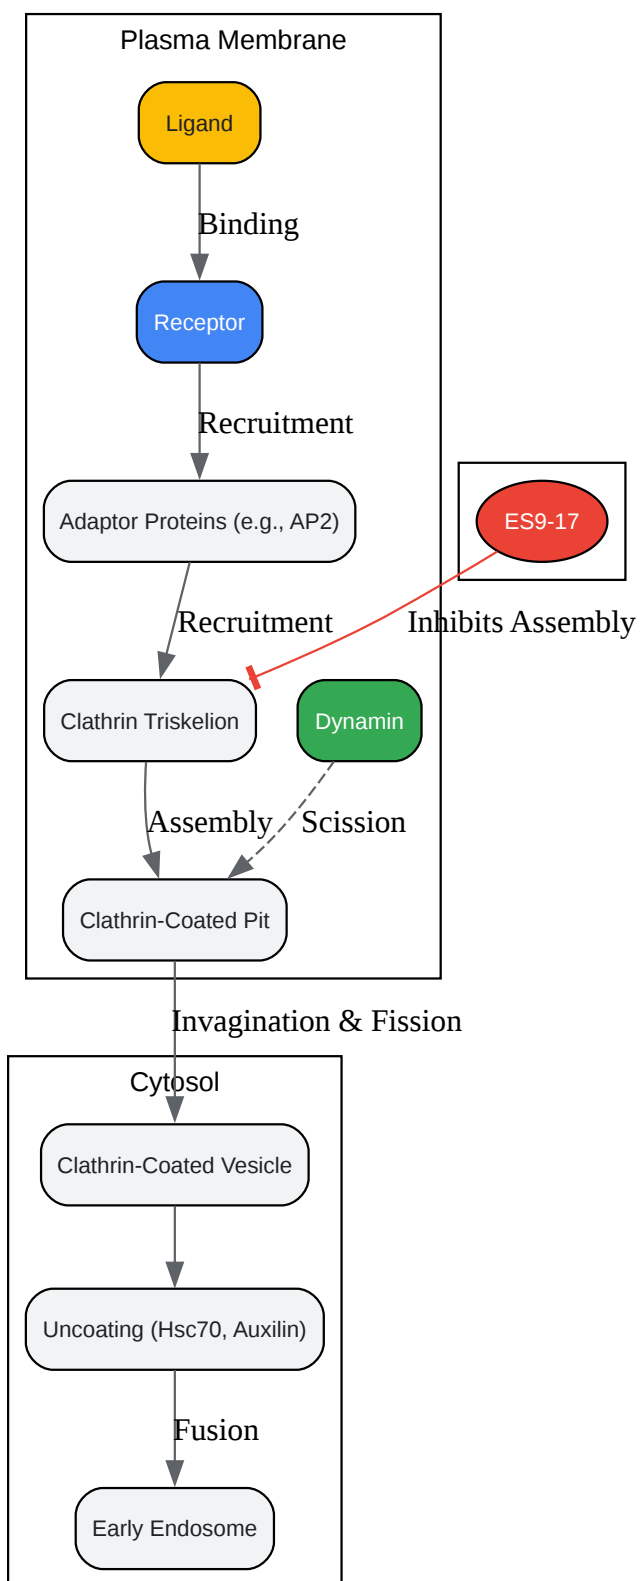 Plasma Membrane
Ligand
Binding
Receptor
Recruitment
Adaptor Proteins (e.g., AP2)
ES9-17
Recruitment
Inhibits Assembly
Clathrin Triskelion
Dynamin
Assembly
Scission
Clathrin-Coated Pit
Invagination & Fission
Cytosol
Clathrin-Coated Vesicle
Uncoating (Hsc70, Auxilin)
Fusion
Early Endosome